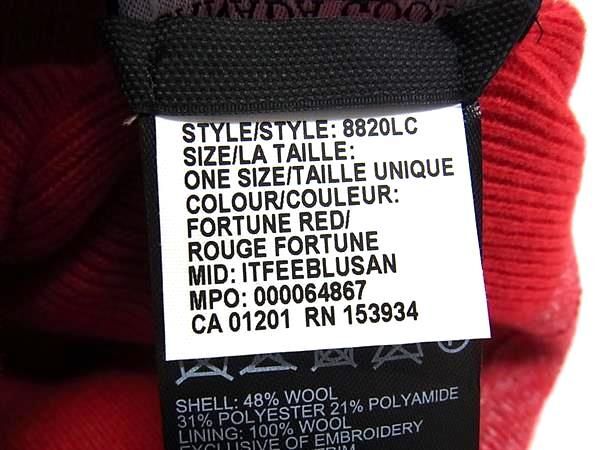 STYLE/STYLE: 8820LC
SIZE/LA TAILLE:
ONE SIZE/TAILLE UNIQUE
COLOUR/COULEUR:
FORTUNE RED/
ROUGE FORTUNE
MID: ITFEEBLUSAN
MPO: 000064867
CA 01201 RN 153934
SHELL: 48% WOOL
31% POLYESTER 21% POLYAMIDE
LINING: 100% WOOL
EXCLUSIVE OF EMBROIDERY